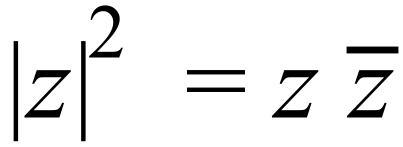 |z|² = z z̅